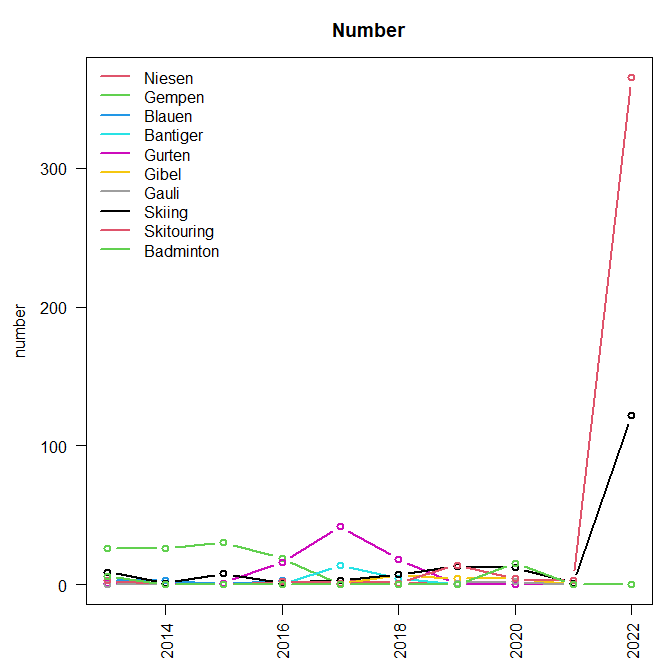 Number
Niesen
Gempen
Blauen
Bantiger
Gurten
Gibel
Gauli
Skiing
Skitouring
Badminton
number
300
200
100
0
2014
2016
2018
2020
2022